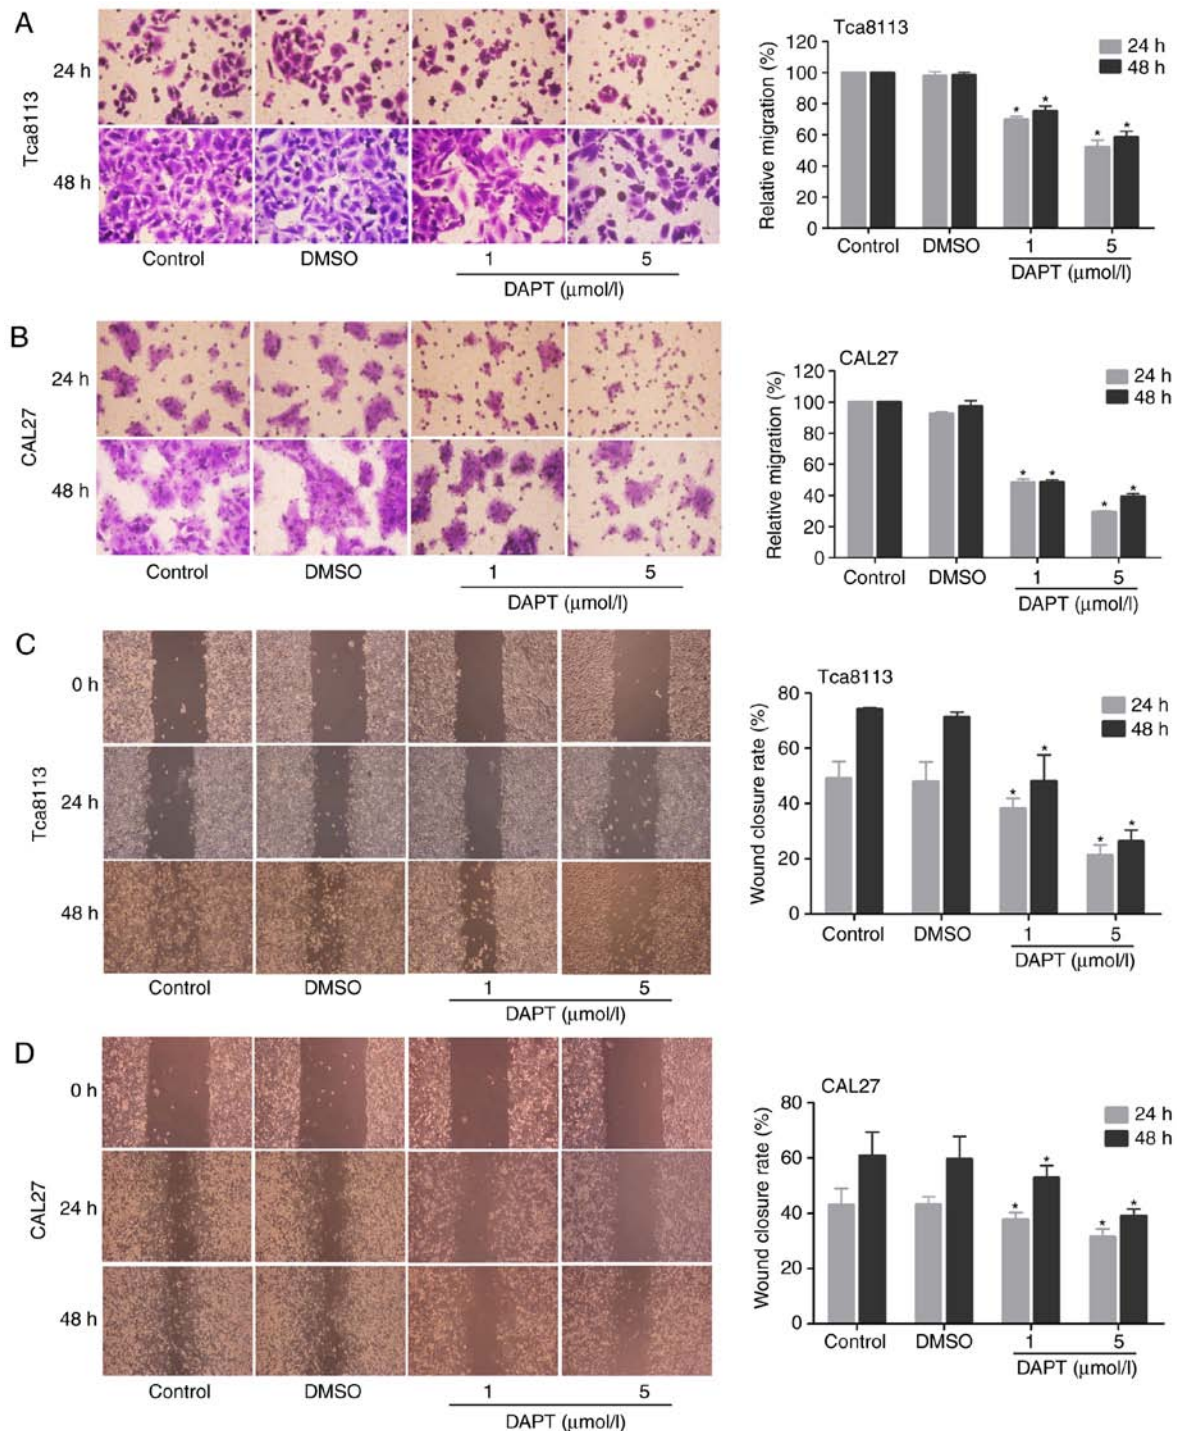 A
Tca8113
24 h
48 h
Control DMSO 1 5
DAPT (μmol/l)
Tca8113
Relative migration (%)
120
100
80
60
40
20
0
24 h
48 h
* * * *
Control DMSO 1 5
DAPT (μmol/l)
B
CAL27
24 h
48 h
Control DMSO 1 5
DAPT (μmol/l)
CAL27
Relative migration (%)
120
100
80
60
40
20
0
24 h
48 h
* * * *
Control DMSO 1 5
DAPT (μmol/l)
C
Tca8113
0 h
24 h
48 h
Control DMSO 1 5
DAPT (μmol/l)
Tca8113
Wound closure rate (%)
80
60
40
20
0
24 h
48 h
* * * *
Control DMSO 1 5
DAPT (μmol/l)
D
CAL27
0 h
24 h
48 h
Control DMSO 1 5
DAPT (μmol/l)
CAL27
Wound closure rate (%)
80
60
40
20
0
24 h
48 h
* * * *
Control DMSO 1 5
DAPT (μmol/l)